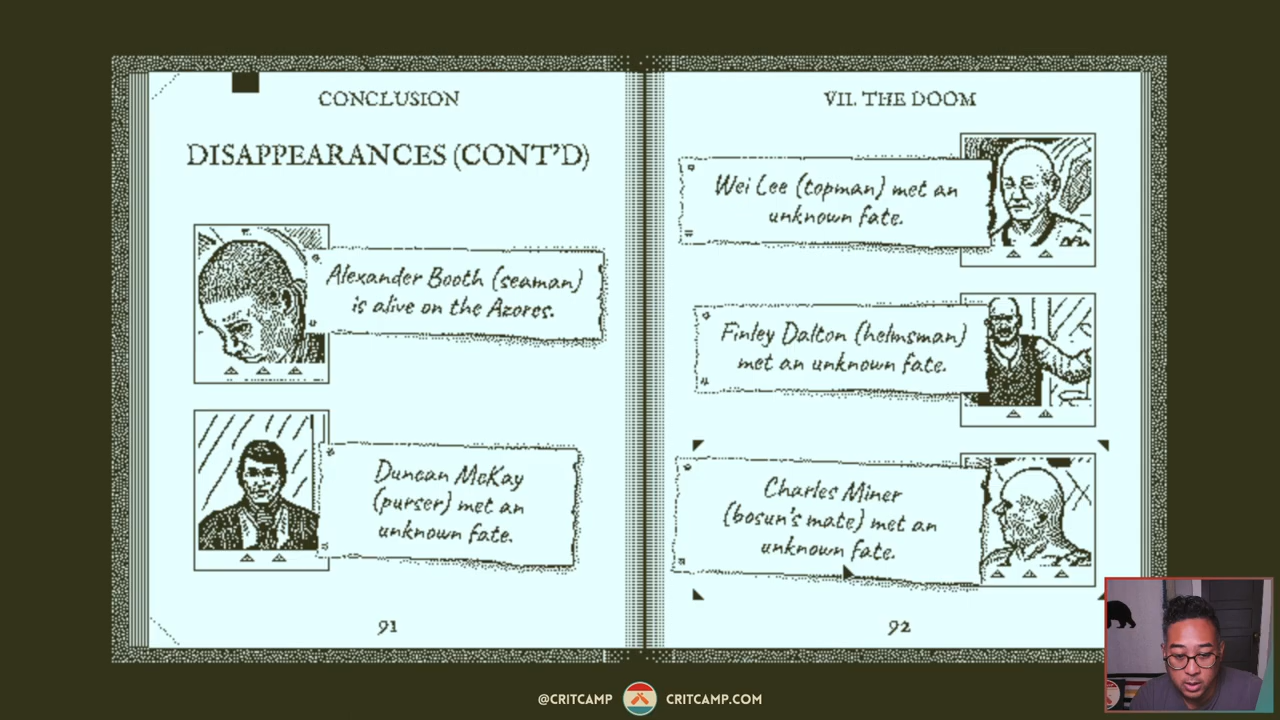 CONCLUSION
DISAPPEARANCES (CONT'D)
Alexander Booth (seaman)
is alive on the Azores.
Duncan McKay
(purser) met an
unknown fate.
91
VII. THE DOOM
Wei Lee (topman) met an
unknown fate.
Finley Dalton (helmsman)
met an unknown fate.
Charles Miner
(bosun's mate) met an
unknown fate.
92
@CRITCAMP
CRITCAMP.COM